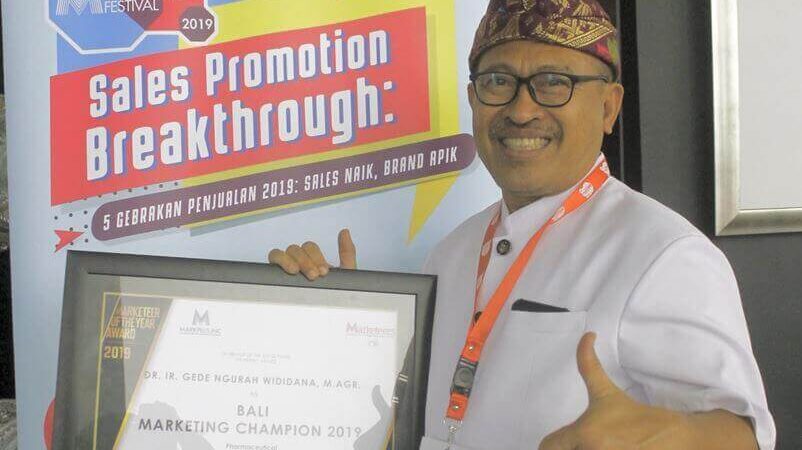 FESTIVAL
2019
Sales Promotion
Breakthrough:
5 GEBRAKAN PENJUALAN 2019: SALES NAIK, BRAND APIK
MARKETEER
OF THE YEAR
AWARD
2019
M
MARKPLUS, INC
Marketeers
DR. IR. GEDE NGURAH WIDIDANA, M.AGR.
BALI
MARKETING CHAMPION 2019
Pharmaceutical